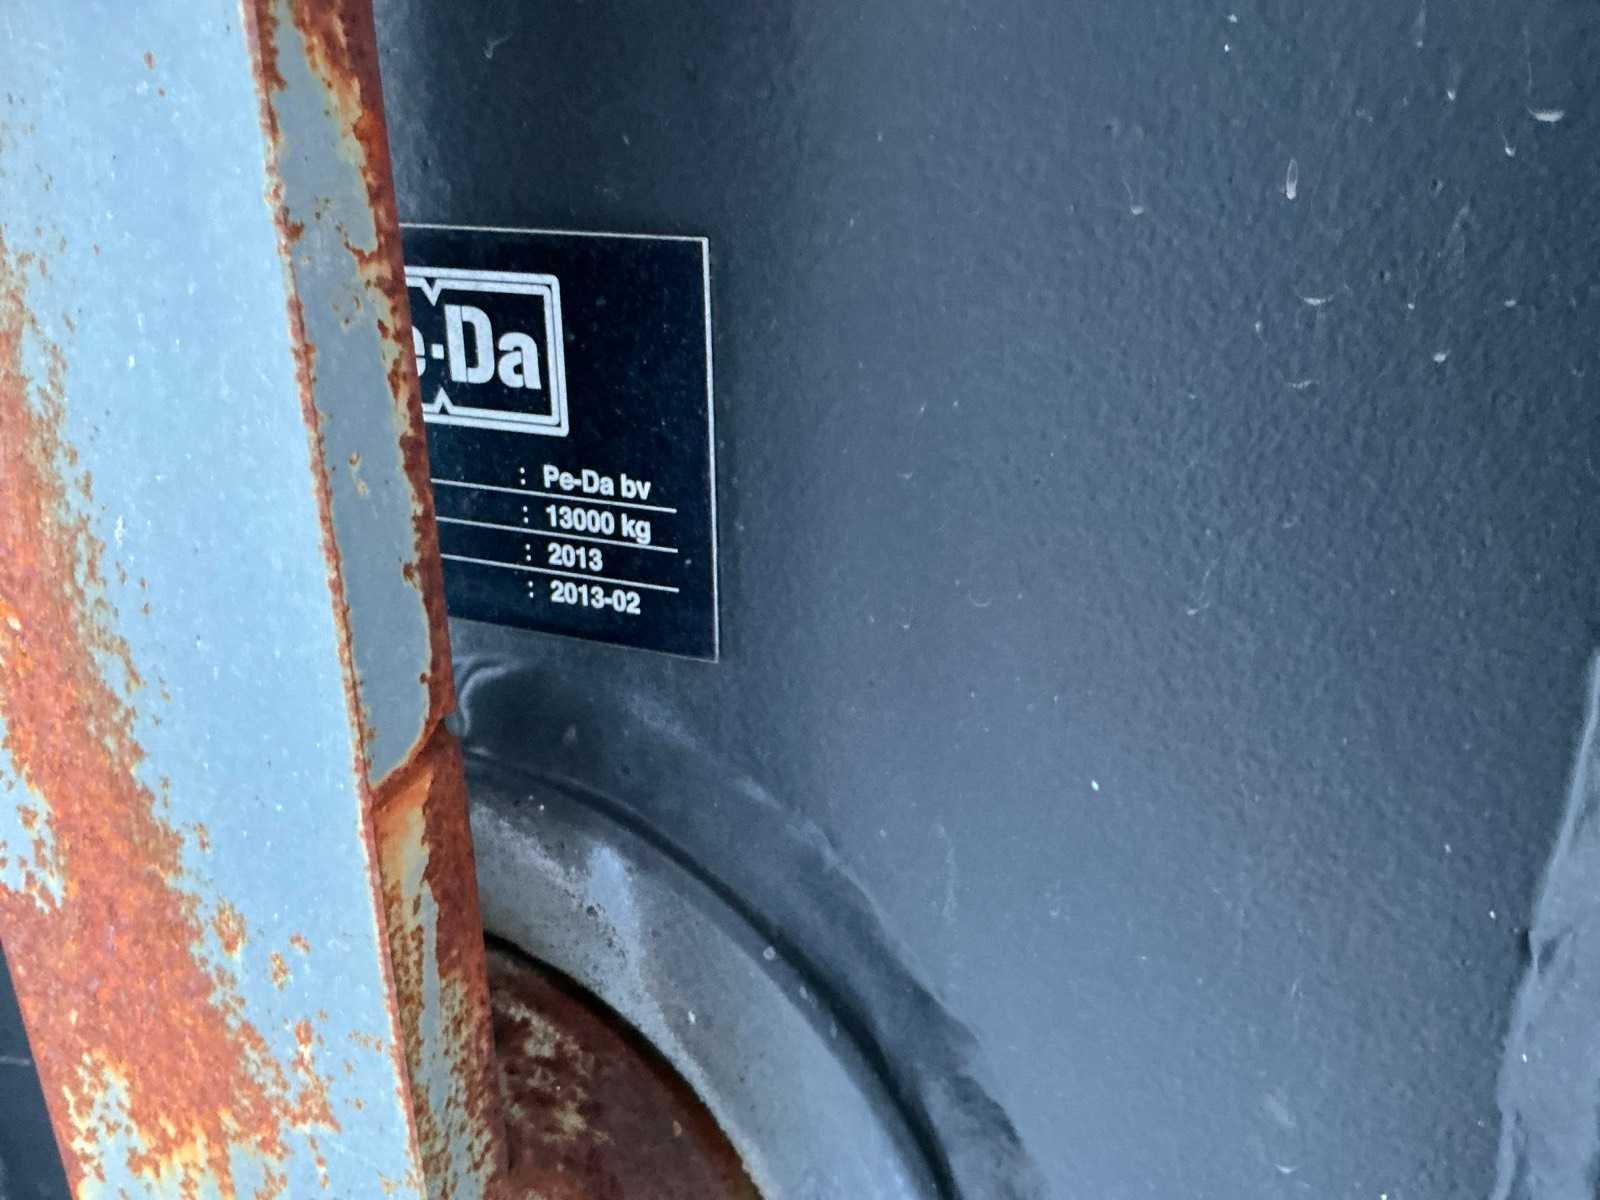 e-Da
: Pe-Da bv
: 13000 kg
: 2013
: 2013-02